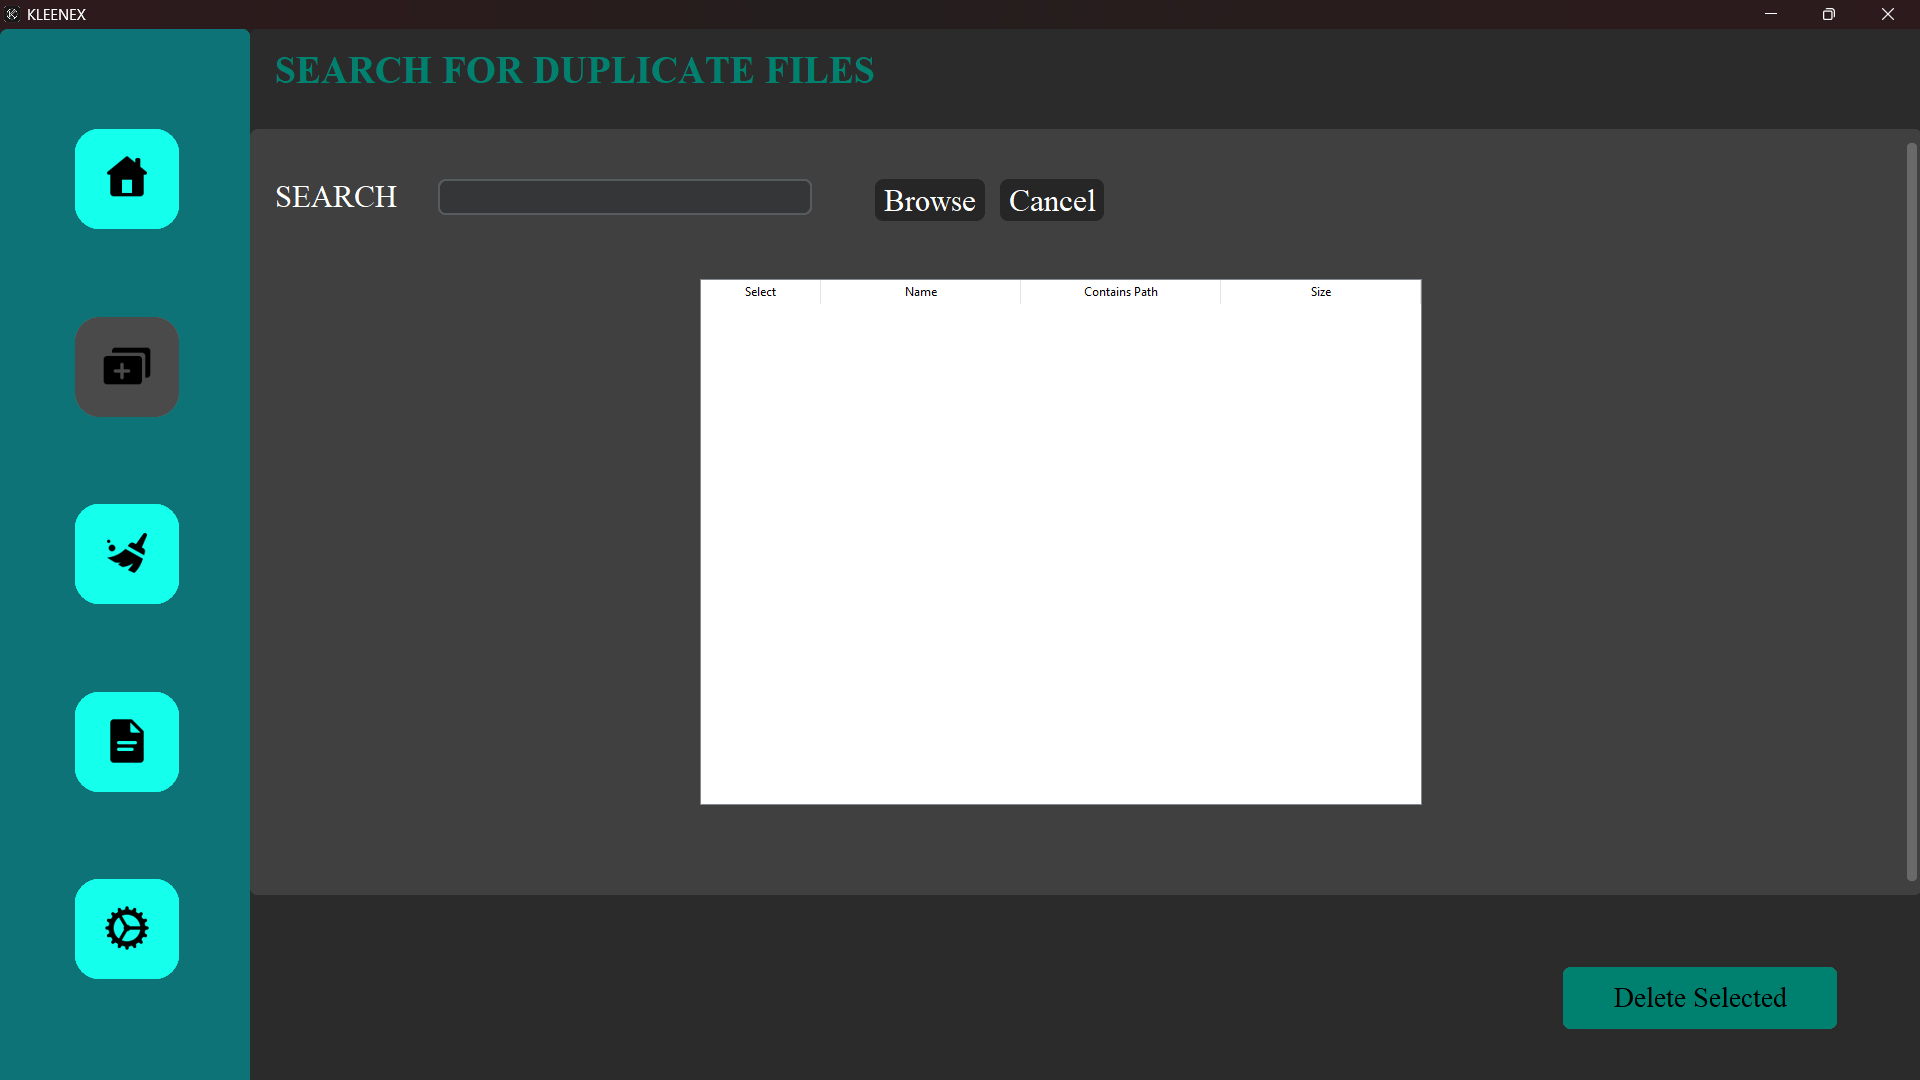 KLEENEX
SEARCH FOR DUPLICATE FILES
SEARCH Browse Cancel
Select Name Contains Path Size
Delete Selected